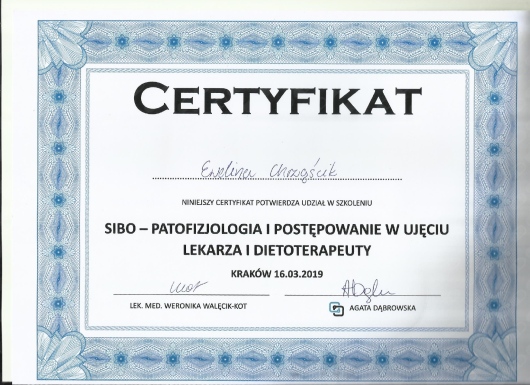 CERTYFIKAT
Ewelina Chrząścik
NINIEJSZY CERTYFIKAT POTWIERDZA UDZIAŁ W SZKOLENIU
SIBO – PATOFIZJOLOGIA I POSTĘPOWANIE W UJĘCIU
LEKARZA I DIETOTERAPEUTY
KRAKÓW 16.03.2019
LEK. MED. WERONIKA WALĘCIK-KOT
AGATA DĄBROWSKA